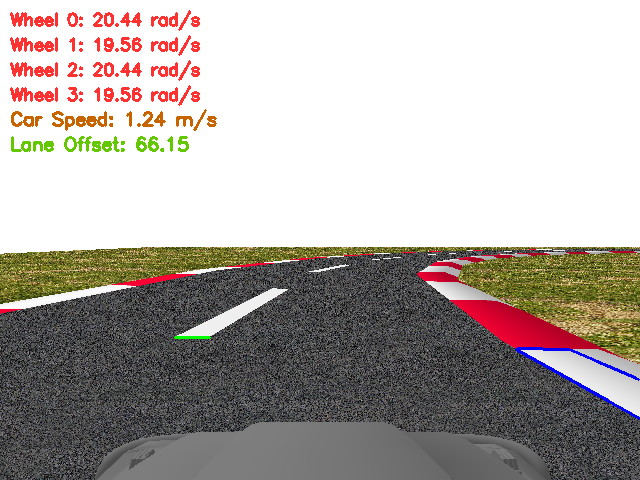 Wheel 0: 20.44 rad/s
Wheel 1: 19.56 rad/s
Wheel 2: 20.44 rad/s
Wheel 3: 19.56 rad/s
Car Speed: 1.24 m/s
Lane Offset: 66.15